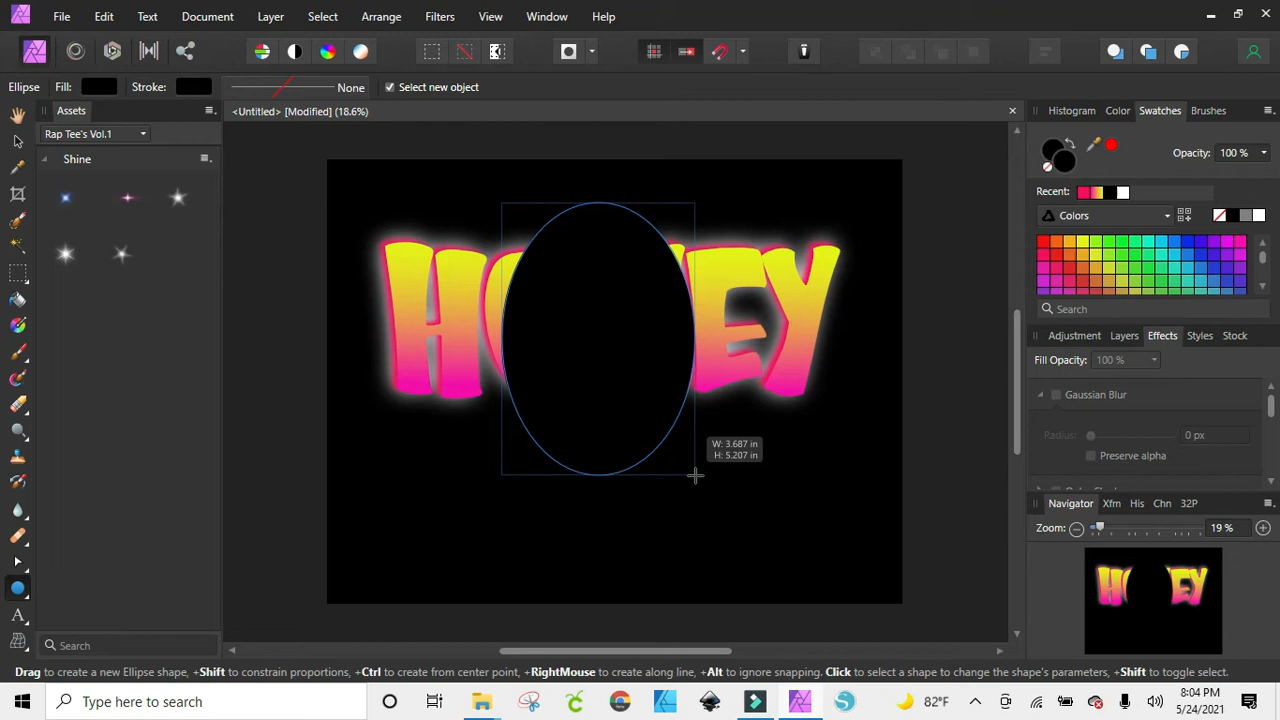 File Edit Text Document Layer Select Arrange Filters View Window Help
Ellipse Fill: Stroke: None Select new object
Assets
<Untitled> [Modified] (18.6%)
Histogram Color Swatches Brushes
Rap Tee's Vol.1
Shine
Opacity: 100 %
Recent:
Colors
H EY
Search
Adjustment Layers Effects Styles Stock
Fill Opacity: 100 %
Gaussian Blur
Radius: 0 px
Preserve alpha
W: 3.687 in
H: 5.207 in
Navigator Xfm His Chn 32P
Zoom: 19 %
H EY
A
Search
Drag to create a new Ellipse shape, +Shift to constrain proportions, +Ctrl to create from center point, +RightMouse to create along line, +Alt to ignore snapping. Click to select a shape to change the shape's parameters, +Shift to toggle select.
Type here to search
82°F
8:04 PM
5/24/2021